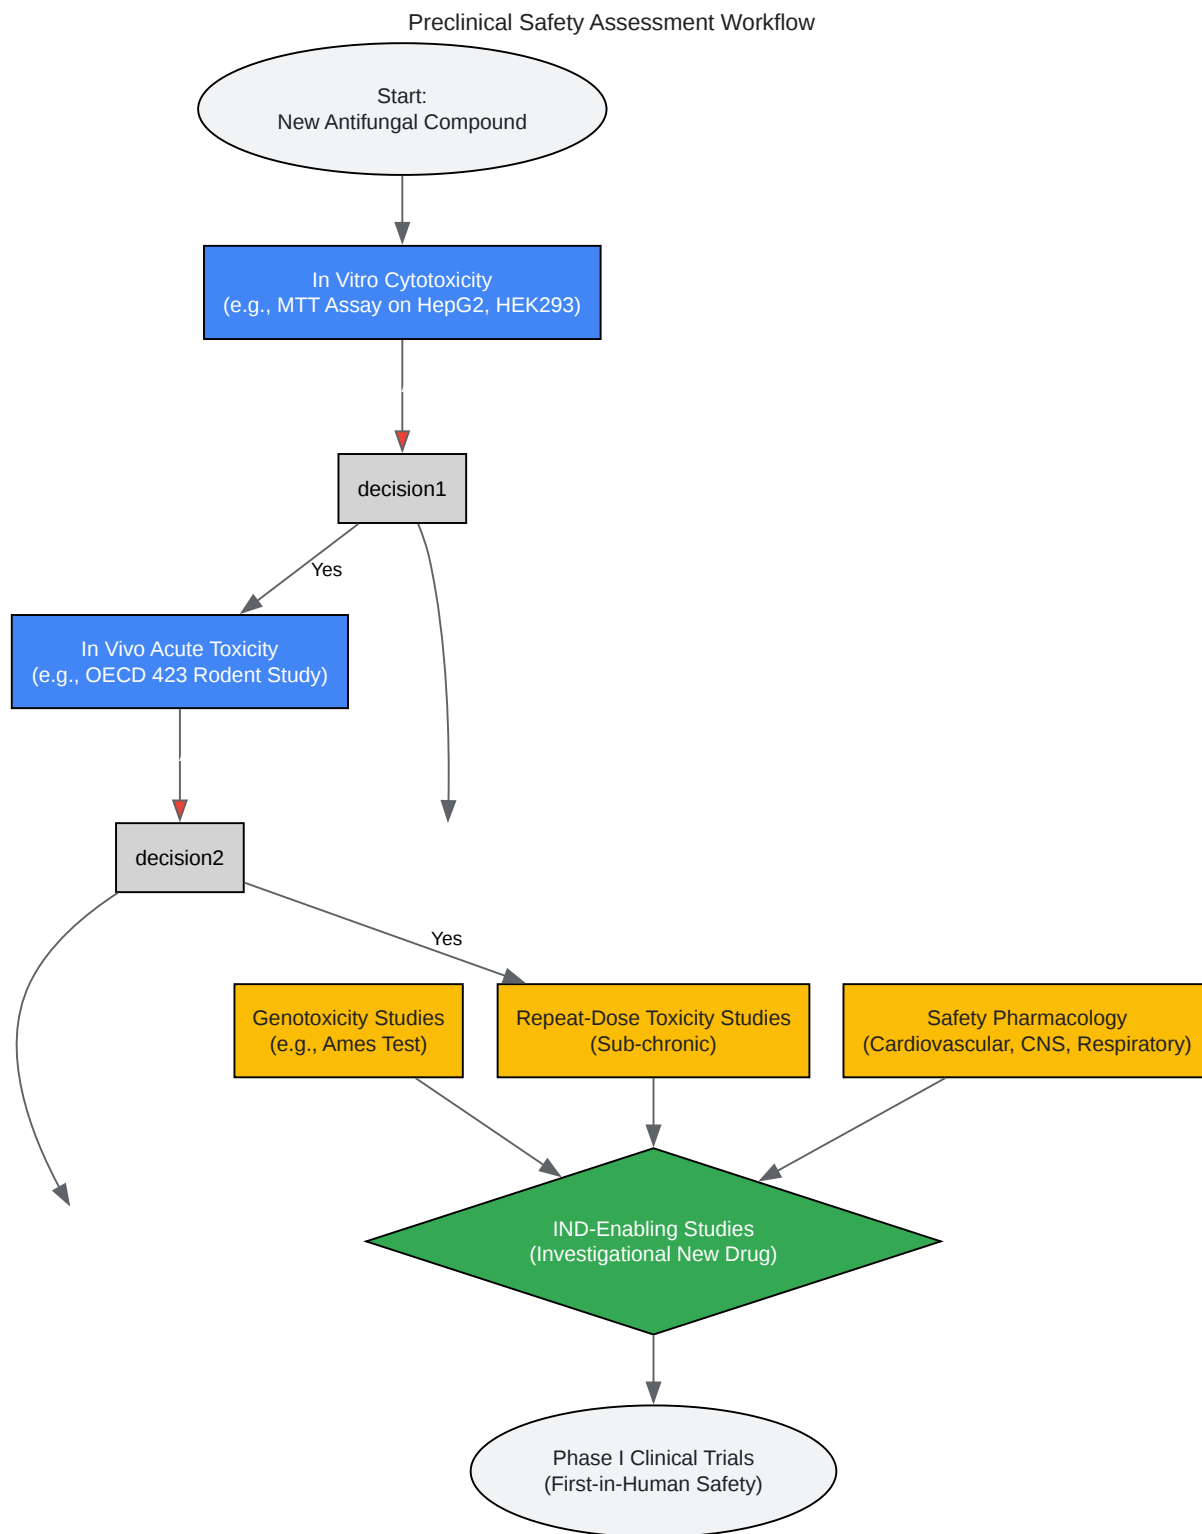 Preclinical Safety Assessment Workflow
Start:
New Antifungal Compound
In Vitro Cytotoxicity
(e.g., MTT Assay on HepG2, HEK293)
decision1
Yes
In Vivo Acute Toxicity
(e.g., OECD 423 Rodent Study)
decision2
Yes
Genotoxicity Studies
(e.g., Ames Test)
Repeat-Dose Toxicity Studies
(Sub-chronic)
Safety Pharmacology
(Cardiovascular, CNS, Respiratory)
IND-Enabling Studies
(Investigational New Drug)
Phase I Clinical Trials
(First-in-Human Safety)